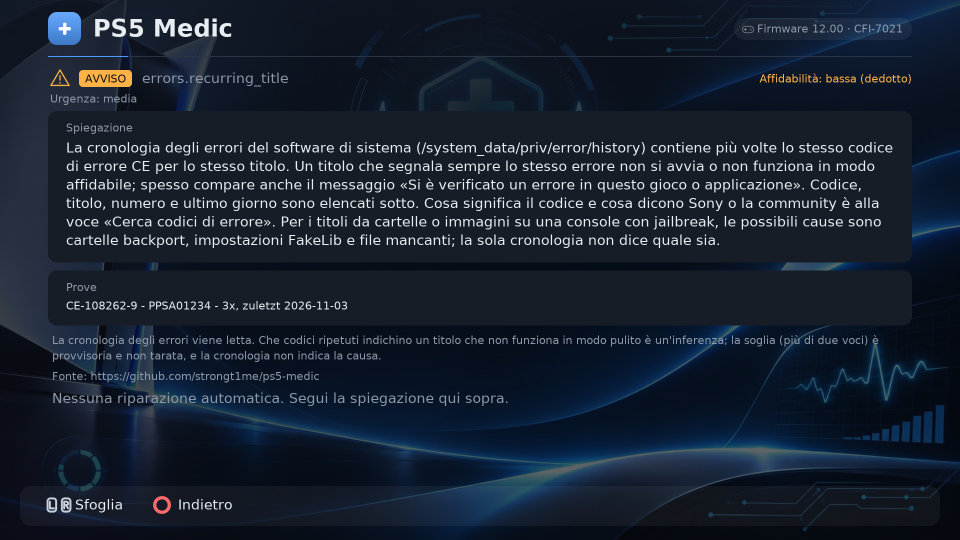 PS5 Medic
Firmware 12.00 · CFI-7021
AVVISO errors.recurring_title
Affidabilità: bassa (dedotto)
Urgenza: media
Spiegazione
La cronologia degli errori del software di sistema (/system_data/priv/error/history) contiene più volte lo stesso codice
di errore CE per lo stesso titolo. Un titolo che segnala sempre lo stesso errore non si avvia o non funziona in modo
affidabile; spesso compare anche il messaggio «Si è verificato un errore in questo gioco o applicazione». Codice,
titolo, numero e ultimo giorno sono elencati sotto. Cosa significa il codice e cosa dicono Sony o la community è alla
voce «Cerca codici di errore». Per i titoli da cartelle o immagini su una console con jailbreak, le possibili cause sono
cartelle backport, impostazioni FakeLib e file mancanti; la sola cronologia non dice quale sia.
Prove
CE-108262-9 - PPSA01234 - 3x, zuletzt 2026-11-03
La cronologia degli errori viene letta. Che codici ripetuti indichino un titolo che non funziona in modo pulito è un'inferenza; la soglia (più di due voci) è
provvisoria e non tarata, e la cronologia non indica la causa.
Fonte: https://github.com/strongt1me/ps5-medic
Nessuna riparazione automatica. Segui la spiegazione qui sopra.
L R Sfoglia
Indietro